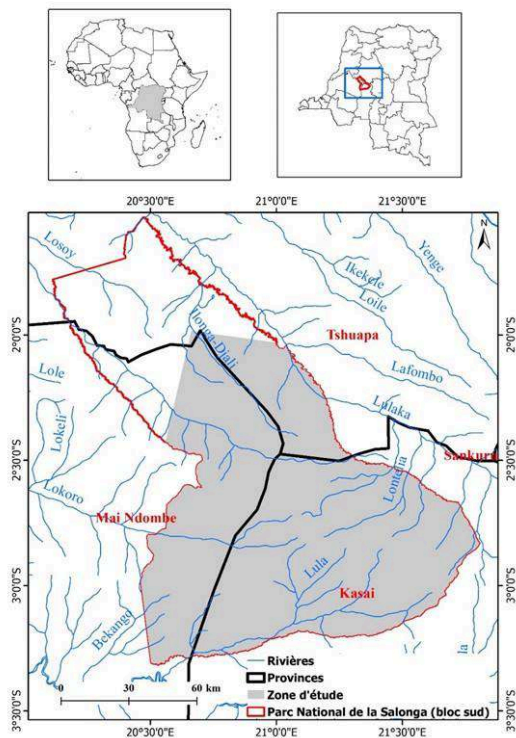 20°30'0" 21°0'0" 21°30'0"
N
Losoy
Yenge
Ikekele
Loile
Ilonga-Djali
Tshuapa
2°0'0"S 2°0'0"S
Lafombo
Lole
Lulaka
Lokeli
2°30'0"S 2°30'0"S
Sankuru
Lokoro
Mai Ndombe
Lula
Kasai
3°0'0"S 3°0'0"S
Bekango
la
Rivières
Provinces
0 30 60 km
Zone d'étude
Parc National de la Salonga (bloc sud)
3°30'0"S 3°30'0"S
20°30'0" 21°0'0" 21°30'0"